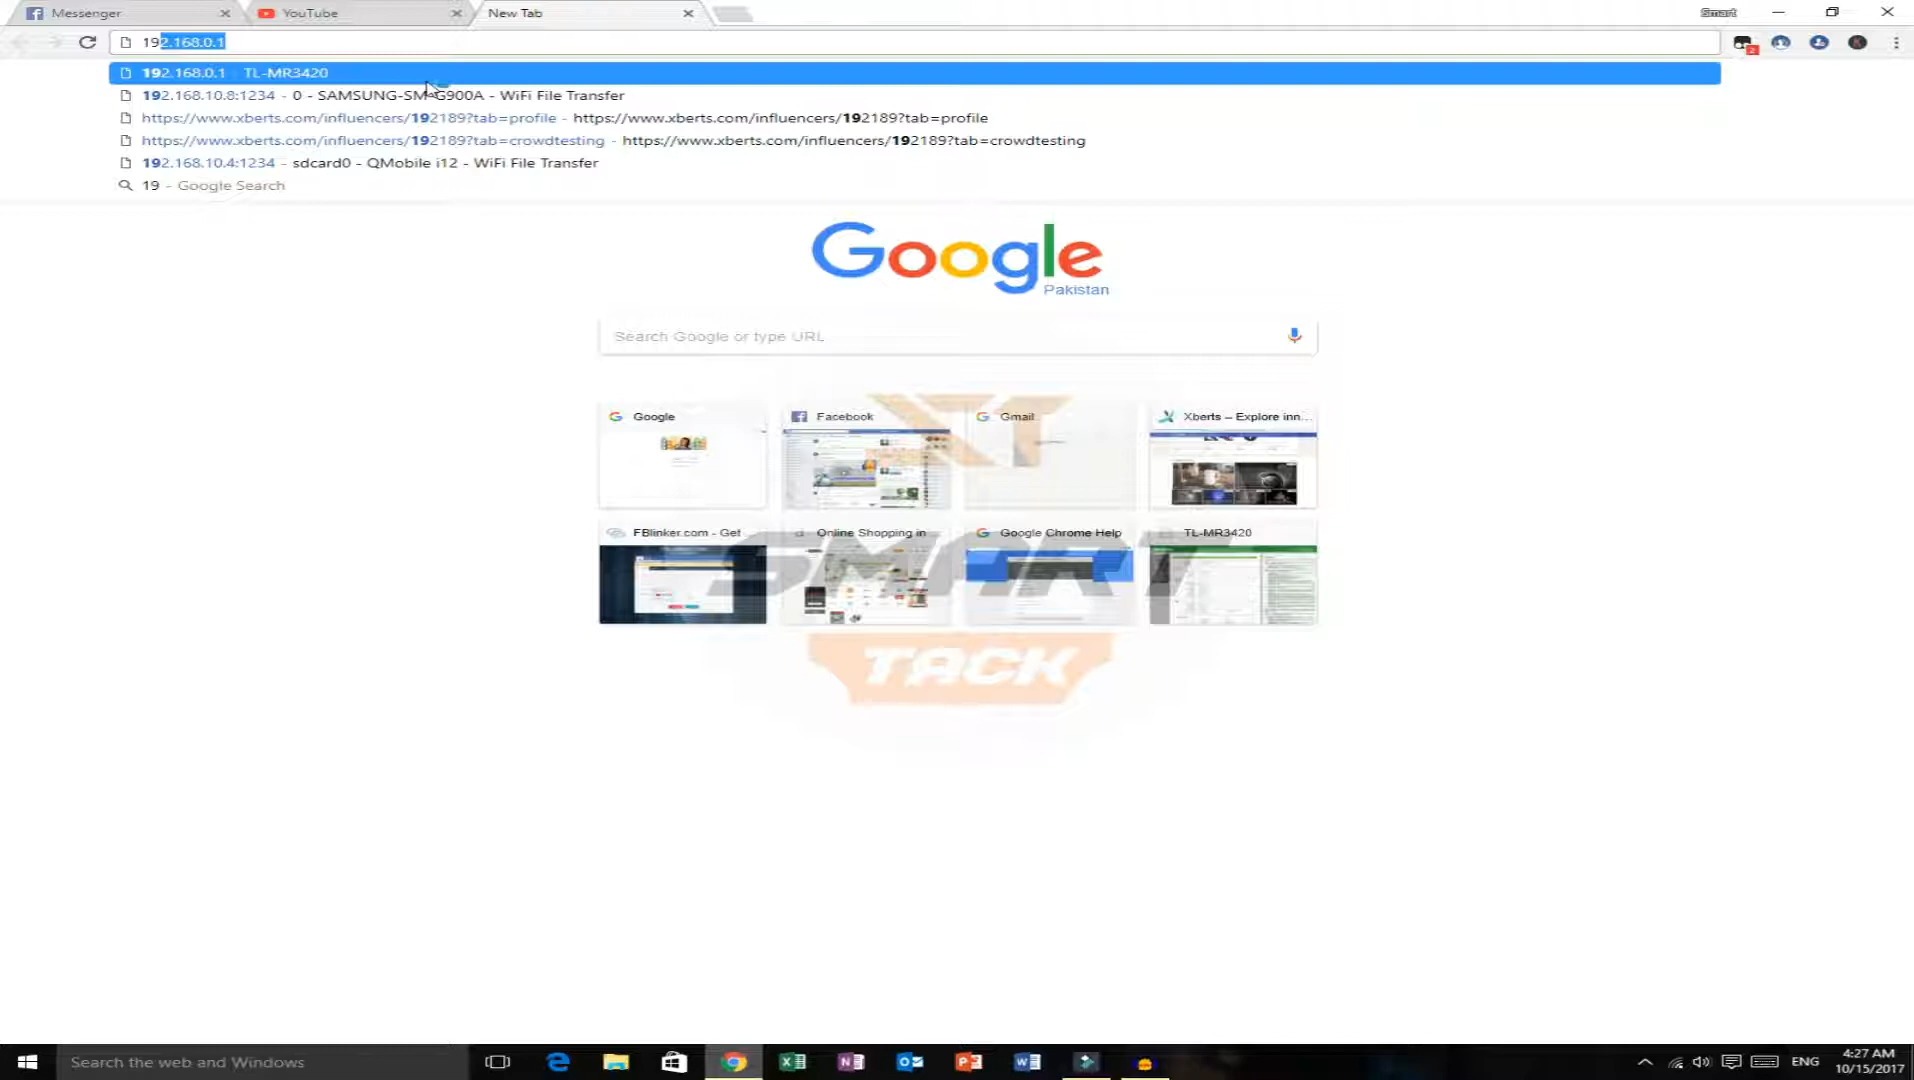 Messenger
YouTube
New Tab
Smart
192.168.0.1
192.168.0.1 - TL-MR3420
192.168.10.8:1234 - 0 - SAMSUNG-SM-G900A - WiFi File Transfer
https://www.xberts.com/influencers/192189?tab=profile - https://www.xberts.com/influencers/192189?tab=profile
https://www.xberts.com/influencers/192189?tab=crowdtesting - https://www.xberts.com/influencers/192189?tab=crowdtesting
192.168.10.4:1234 - sdcard0 - QMobile i12 - WiFi File Transfer
19 - Google Search
2
Google
Pakistan
Search Google or type URL
Google
Facebook
Gmail
Xberts – Explore inn...
FBlinker.com - Get
Online Shopping in
Google Chrome Help
TL-MR3420
SMART
TACK
Search the web and Windows
ENG
4:27 AM
10/15/2017